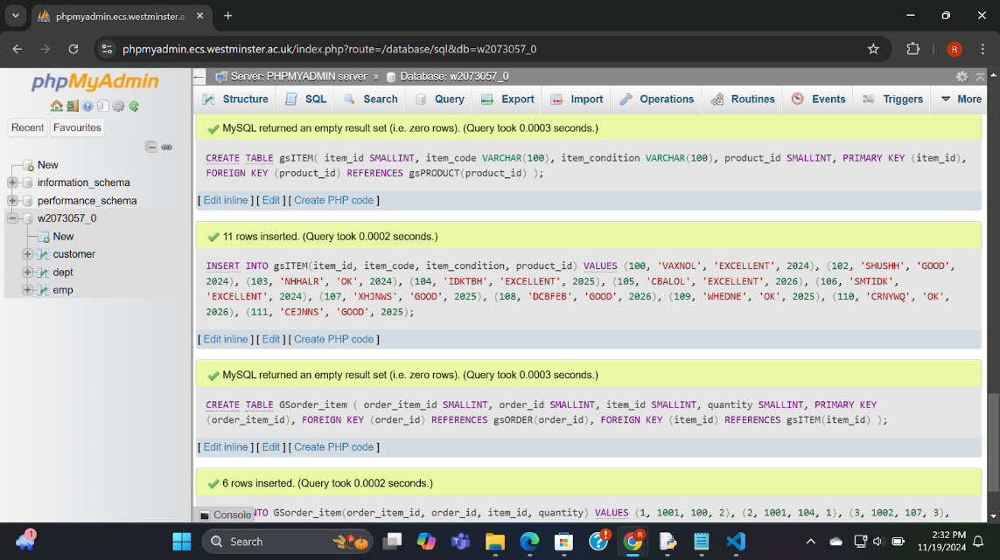 phpmyadmin.ecs.westminster.a
phpmyadmin.ecs.westminster.ac.uk/index.php?route=/database/sql&db=w2073057_0
R
phpMyAdmin
Recent Favourites
New
information_schema
performance_schema
w2073057_0
New
customer
dept
emp
Server: PHPMYADMIN server » Database: w2073057_0
Structure SQL Search Query Export Import Operations Routines Events Triggers More
MySQL returned an empty result set (i.e. zero rows). (Query took 0.0003 seconds.)
CREATE TABLE gsITEM( item_id SMALLINT, item_code VARCHAR(100), item_condition VARCHAR(100), product_id SMALLINT, PRIMARY KEY (item_id),
FOREIGN KEY (product_id) REFERENCES gsPRODUCT(product_id) );
[ Edit inline ] [ Edit ] [ Create PHP code ]
11 rows inserted. (Query took 0.0002 seconds.)
INSERT INTO gsITEM(item_id, item_code, item_condition, product_id) VALUES (100, 'VAXNOL', 'EXCELLENT', 2024), (102, 'SHUSHH', 'GOOD',
2024), (103, 'NHHALR', 'OK', 2024), (104, 'IDKTBH', 'EXCELLENT', 2025), (105, 'CBALOL', 'EXCELLENT', 2026), (106, 'SMTIDK',
'EXCELLENT', 2024), (107, 'XHJNWS', 'GOOD', 2025), (108, 'DCBFEB', 'GOOD', 2026), (109, 'WHEDNE', 'OK', 2025), (110, 'CRNYWQ', 'OK',
2026), (111, 'CEJNNS', 'GOOD', 2025);
[ Edit inline ] [ Edit ] [ Create PHP code ]
MySQL returned an empty result set (i.e. zero rows). (Query took 0.0003 seconds.)
CREATE TABLE GSorder_item ( order_item_id SMALLINT, order_id SMALLINT, item_id SMALLINT, quantity SMALLINT, PRIMARY KEY
(order_item_id), FOREIGN KEY (order_id) REFERENCES gsORDER(order_id), FOREIGN KEY (item_id) REFERENCES gsITEM(item_id) );
[ Edit inline ] [ Edit ] [ Create PHP code ]
6 rows inserted. (Query took 0.0002 seconds.)
NTO GSorder_item(order_item_id, order_id, item_id, quantity) VALUES (1, 1001, 100, 2), (2, 1001, 104, 1), (3, 1002, 107, 3),
Console
1
Search
R
2:32 PM
11/19/2024